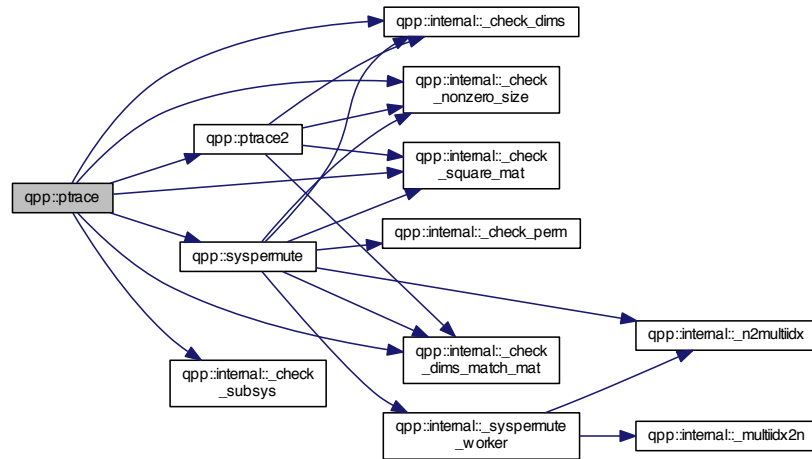 qpp::internal::_check_dims
qpp::internal::_check
_nonzero_size
qpp::ptrace2
qpp::internal::_check
_square_mat
qpp::ptrace
qpp::internal::_check_perm
qpp::syspermute
qpp::internal::_n2multiidx
qpp::internal::_check
_dims_match_mat
qpp::internal::_check
_subsys
qpp::internal::_syspermute
_worker
qpp::internal::_multiidx2n